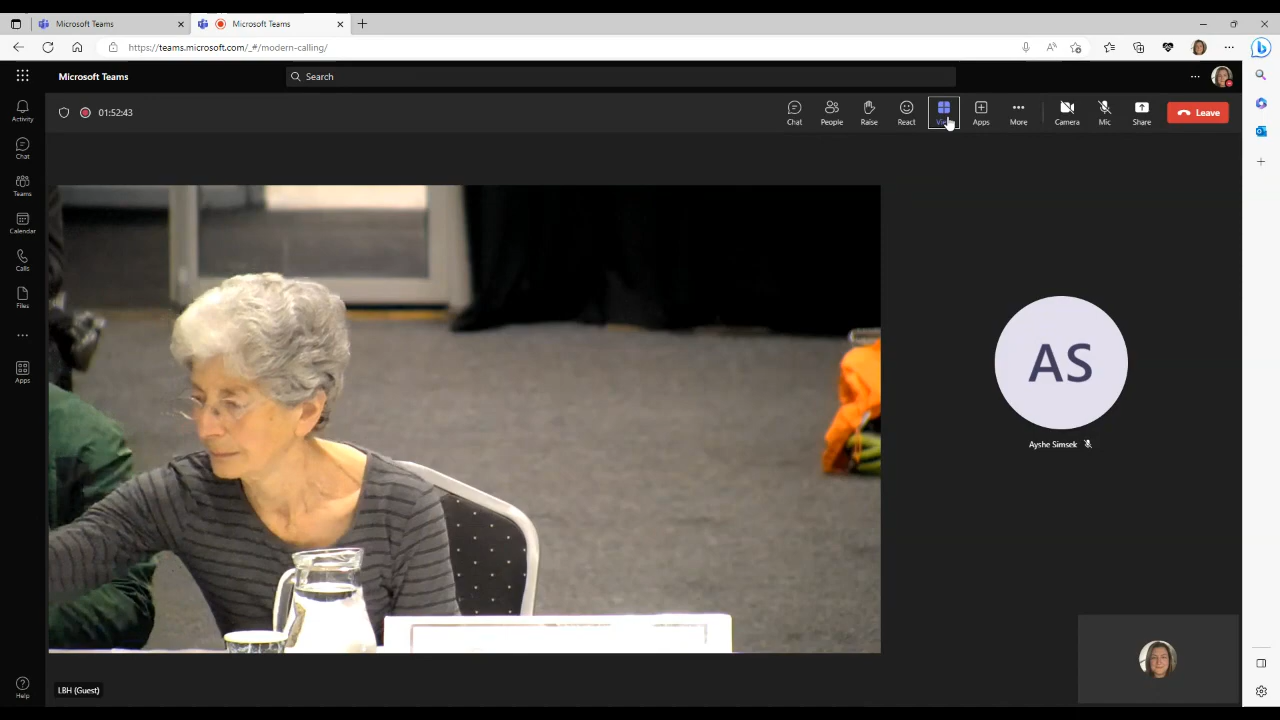 Microsoft Teams
Microsoft Teams
https://teams.microsoft.com/_#/modern-calling/
Microsoft Teams
Search
01:52:43
Chat
People
Raise
React
Apps
More
Camera
Mic
Share
Leave
Activity
Chat
Teams
Calendar
Calls
Files
Apps
Help
AS
Ayshe Simsek
LBH (Guest)